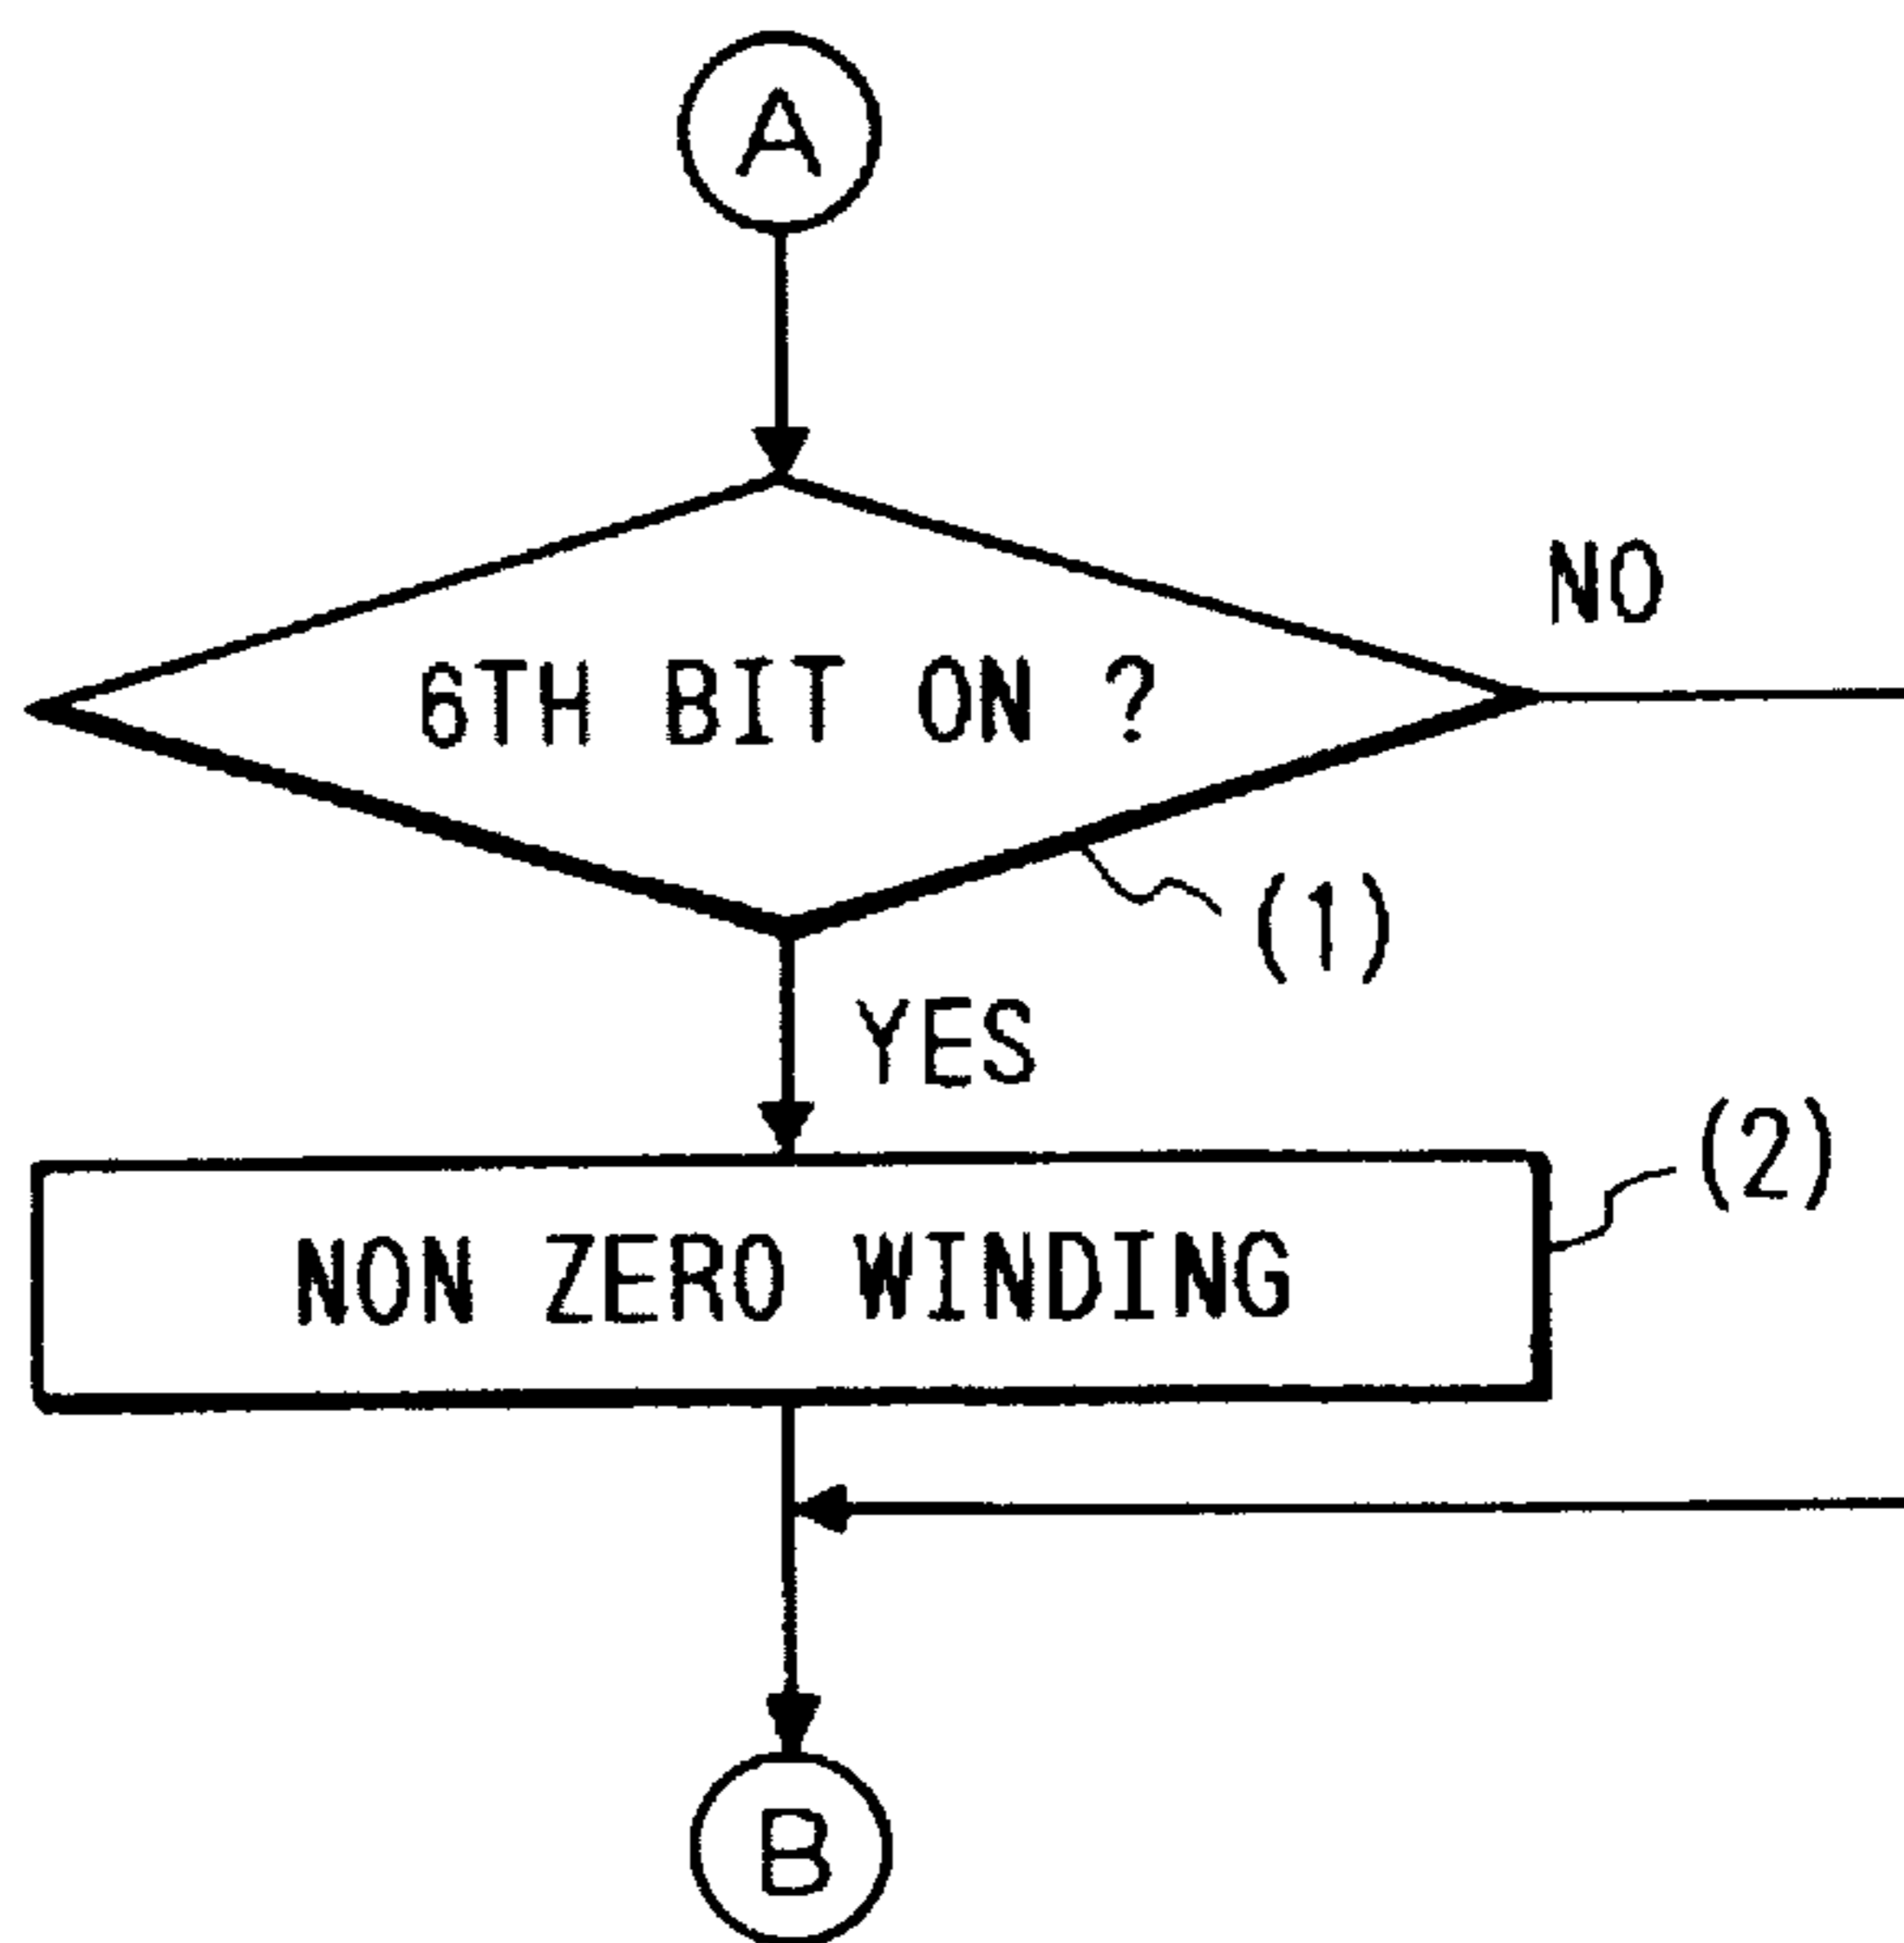 A
NO
6TH BIT ON ?
(1)
YES
(2)
NON ZERO WINDING
B